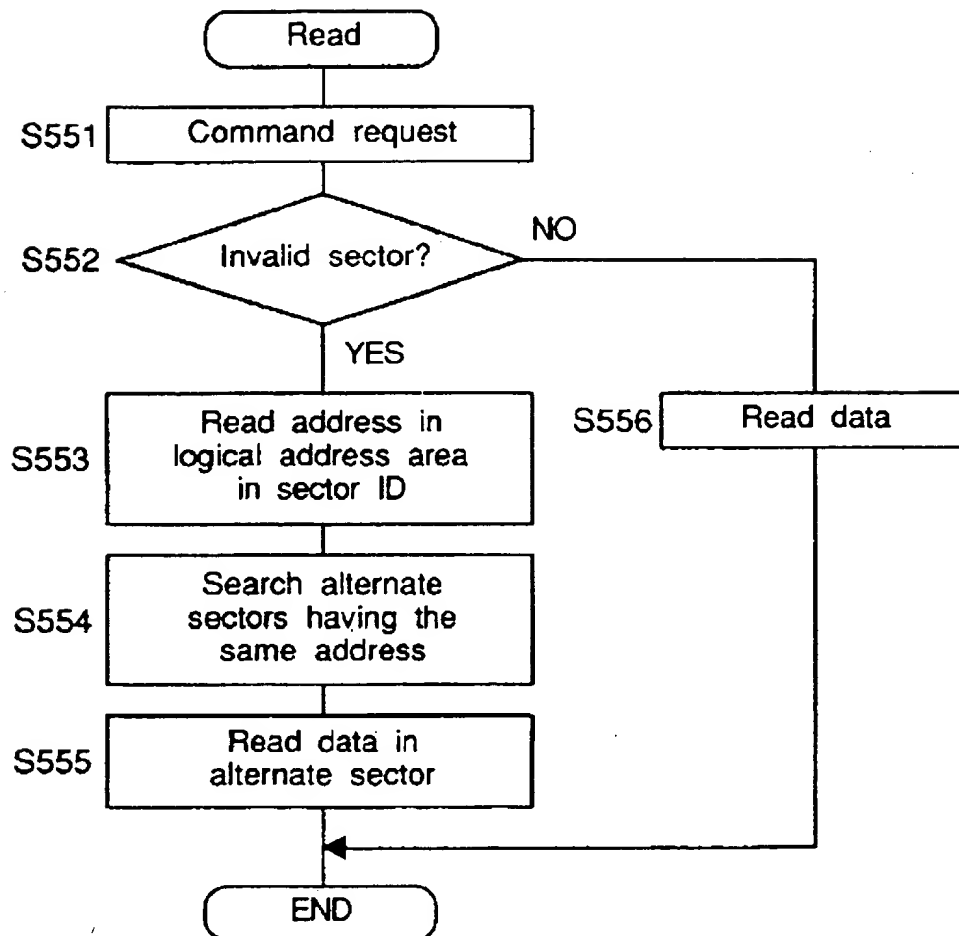 Read
S551
Command request
S552
Invalid sector?
NO
YES
S553
Read address in
logical address area
in sector ID
S556
Read data
S554
Search alternate
sectors having the
same address
S555
Read data in
alternate sector
END